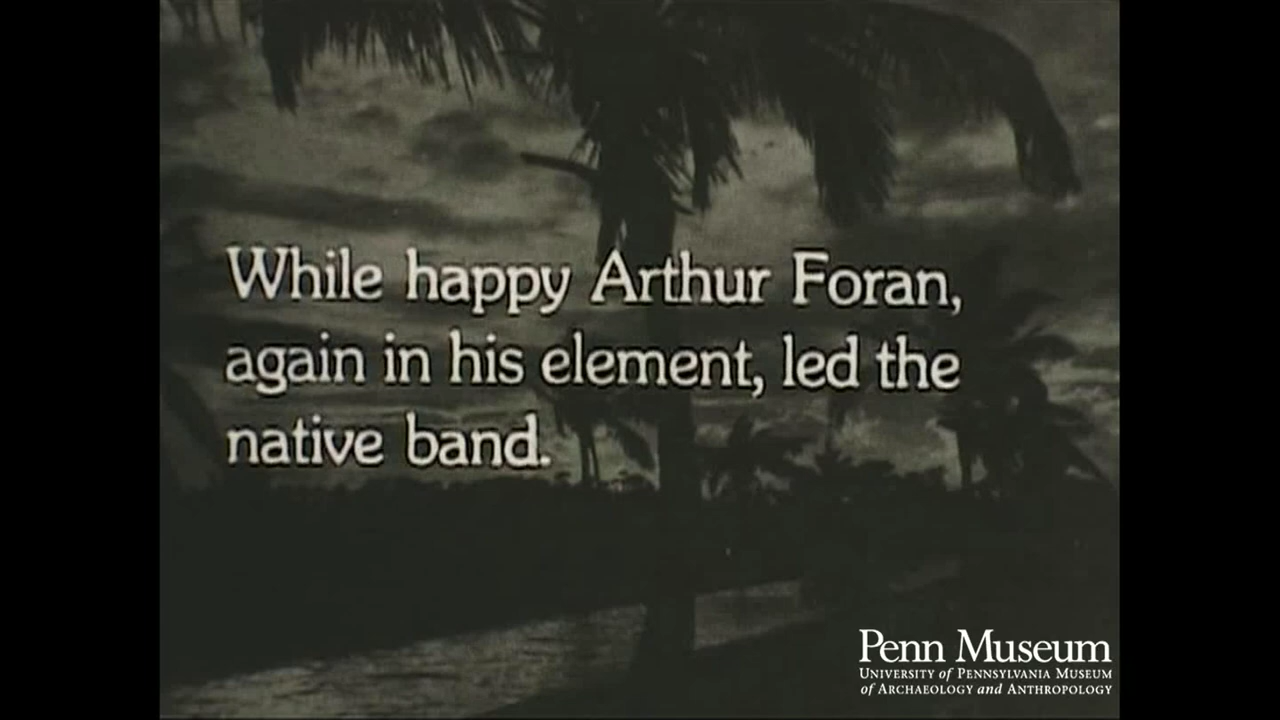 While happy Arthur Foran,
again in his element, led the
native band.
Penn Museum
University of Pennsylvania Museum
of Archaeology and Anthropology